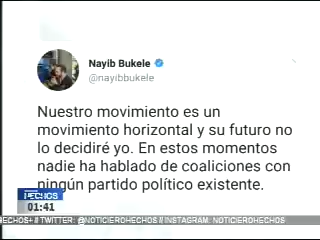 Nayib Bukele
@nayibbukele
Nuestro movimiento es un
movimiento horizontal y su futuro no
lo decidiré yo. En estos momentos
nadie ha hablado de coaliciones con
ningún partido político existente.
HECHOS
01:41
HECHOS+ // TWITTER: @NOTICIEROHECHOS // INSTAGRAM: NOTICIEROHECHOS